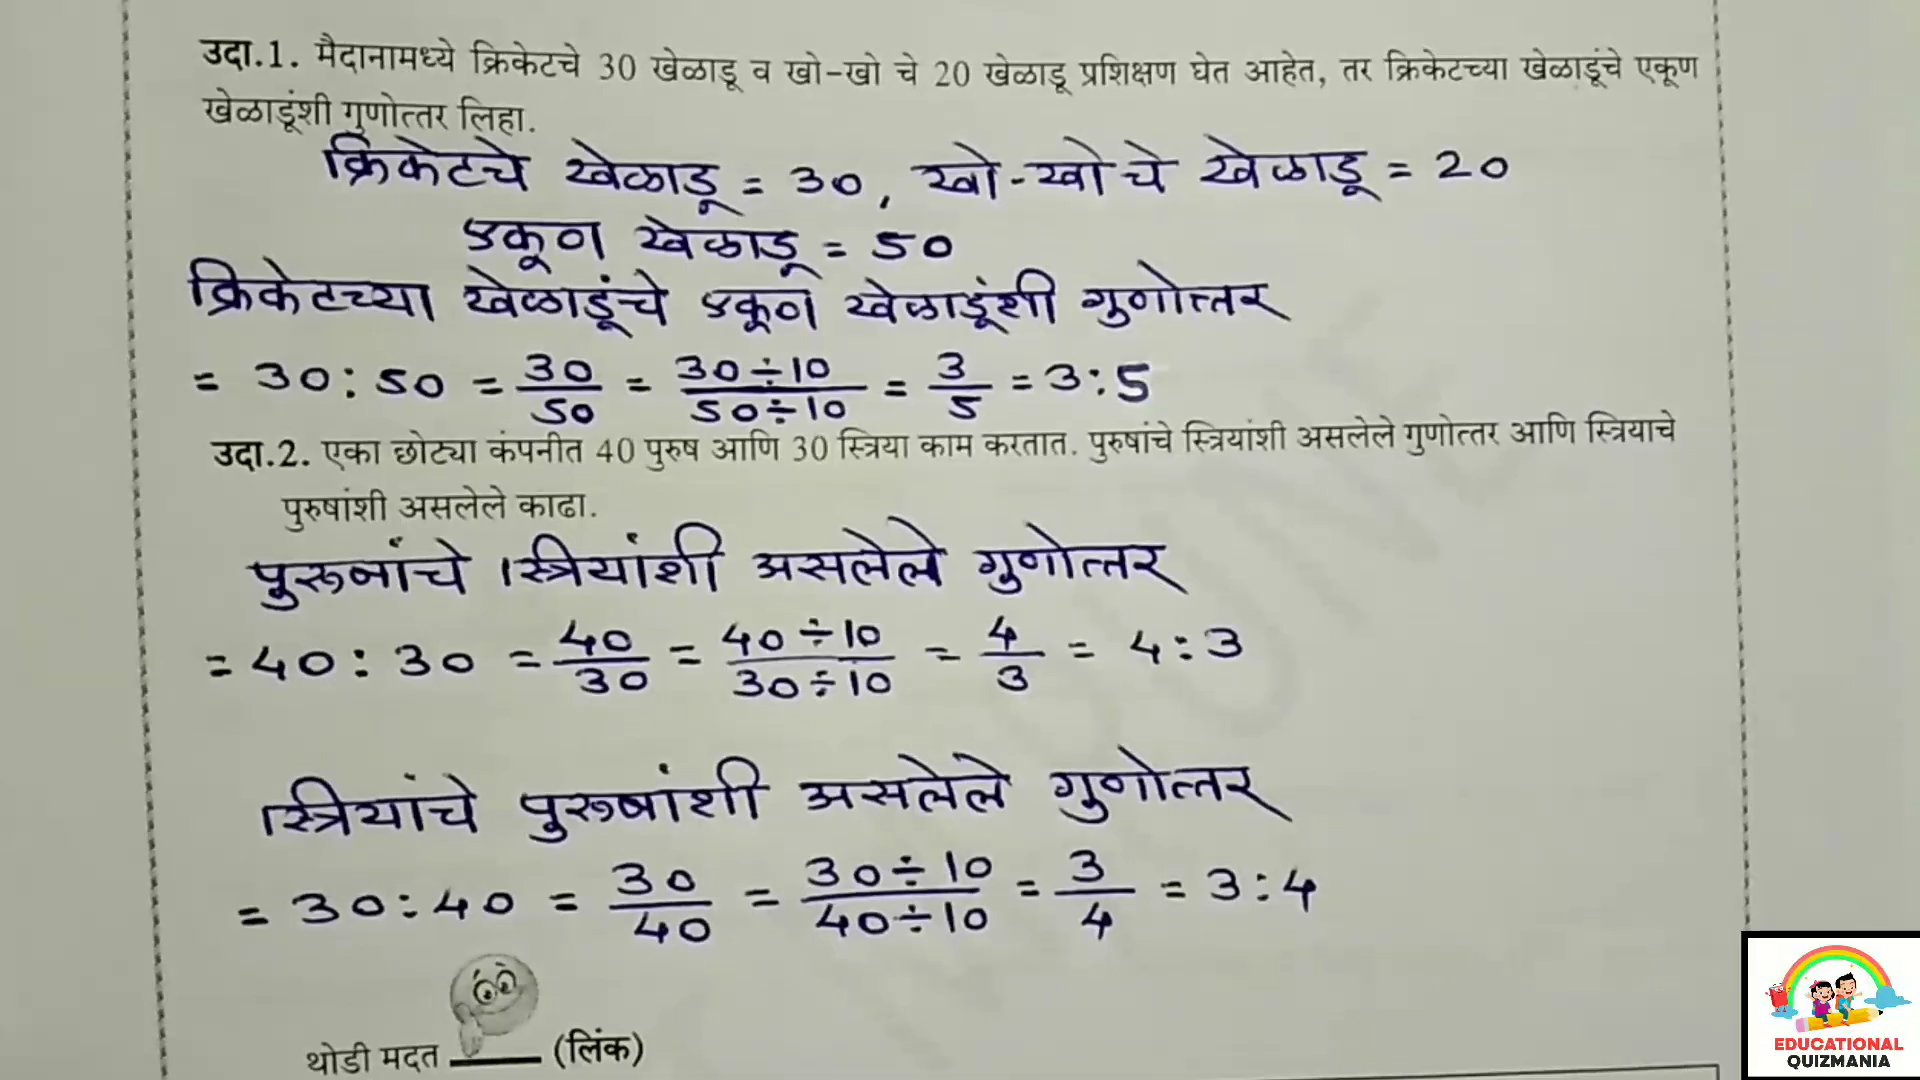 उदा.1. मैदानामध्ये क्रिकेटचे 30 खेळाडू व खो-खो चे 20 खेळाडू प्रशिक्षण घेत आहेत, तर क्रिकेटच्या खेळाडूंचे एकूण
खेळाडूंशी गुणोत्तर लिहा.
क्रिकेटचे खेळाडू = 30, खो-खोचे खेळाडू = 20
एकूण खेळाडू = 50
क्रिकेटच्या खेळाडूंचे एकूण खेळाडूंशी गुणोत्तर
= 30:50 = 30/50 = 30÷10/50÷10 = 3/5 = 3:5
उदा.2. एका छोट्या कंपनीत 40 पुरुष आणि 30 स्त्रिया काम करतात. पुरुषांचे स्त्रियांशी असलेले गुणोत्तर आणि स्त्रियाचे
पुरुषांशी असलेले काढा.
पुरूषांचे स्त्रियांशी असलेले गुणोत्तर
= 40:30 = 40/30 = 40÷10/30÷10 = 4/3 = 4:3
स्त्रियांचे पुरूषांशी असलेले गुणोत्तर
= 30:40 = 30/40 = 30÷10/40÷10 = 3/4 = 3:4
थोडी मदत (लिंक)
EDUCATIONAL
QUIZMANIA